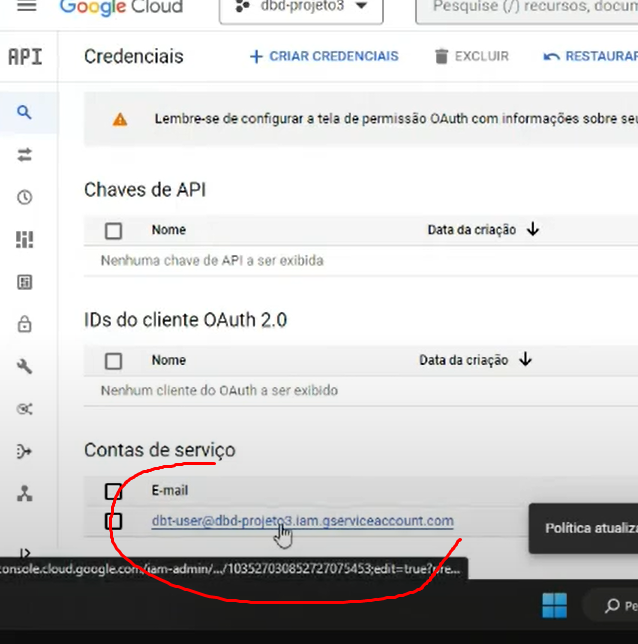 Google Cloud
dbd-projeto3
Pesquise (/) recursos, docum
API
Credenciais
CRIAR CREDENCIAIS
EXCLUIR
RESTAURAR
Lembre-se de configurar a tela de permissão OAuth com informações sobre seu
Chaves de API
Nome
Data da criação
Nenhuma chave de API a ser exibida
IDs do cliente OAuth 2.0
Nome
Data da criação
Nenhum cliente do OAuth a ser exibido
Contas de serviço
E-mail
dbt-user@dbd-projeto3.iam.gserviceaccount.com
Política atualiza
console.cloud.google.com/iam-admin/.../103527030852727075453;edit=true?pre...
Pe